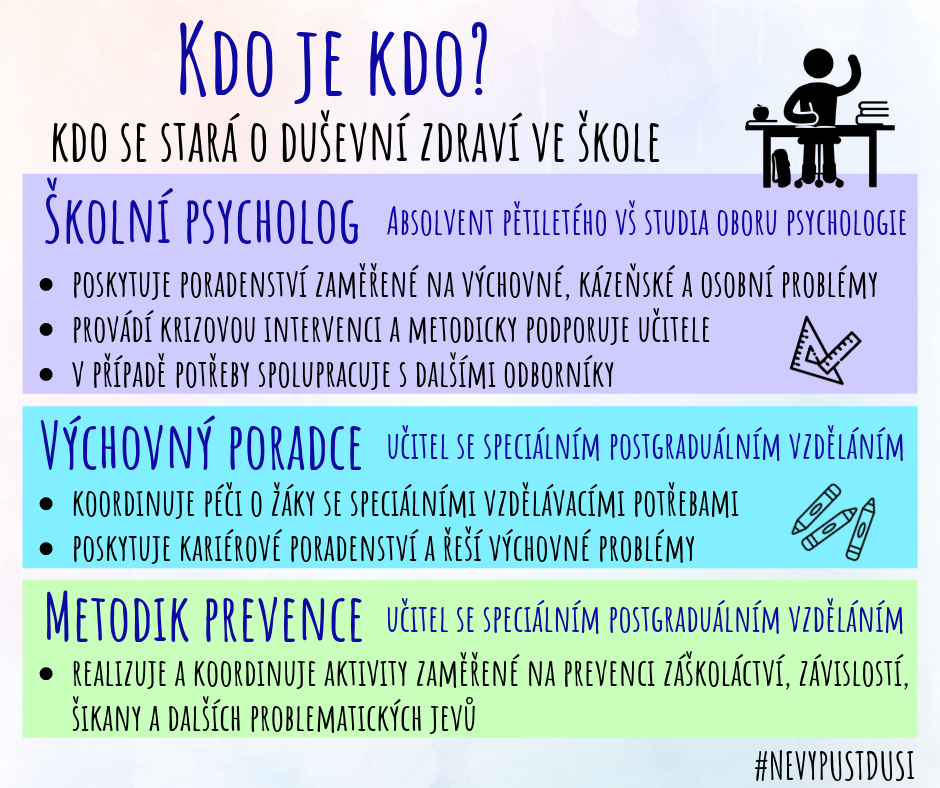 Kdo je kdo?
kdo se stará o duševní zdraví ve škole
Školní psycholog Absolvent pětiletého vš studia oboru psychologie
• poskytuje poradenství zaměřené na výchovné, kázeňské a osobní problémy
• provádí krizovou intervenci a metodicky podporuje učitele
• v případě potřeby spolupracuje s dalšími odborníky
Výchovný poradce učitel se speciálním postgraduálním vzděláním
• koordinuje péči o žáky se speciálními vzdělávacími potřebami
• poskytuje kariérové poradenství a řeší výchovné problémy
Metodik prevence učitel se speciálním postgraduálním vzděláním
• realizuje a koordinuje aktivity zaměřené na prevenci záškoláctví, závislostí,
šikany a dalších problematických jevů
#NEVYPUSTDUSI